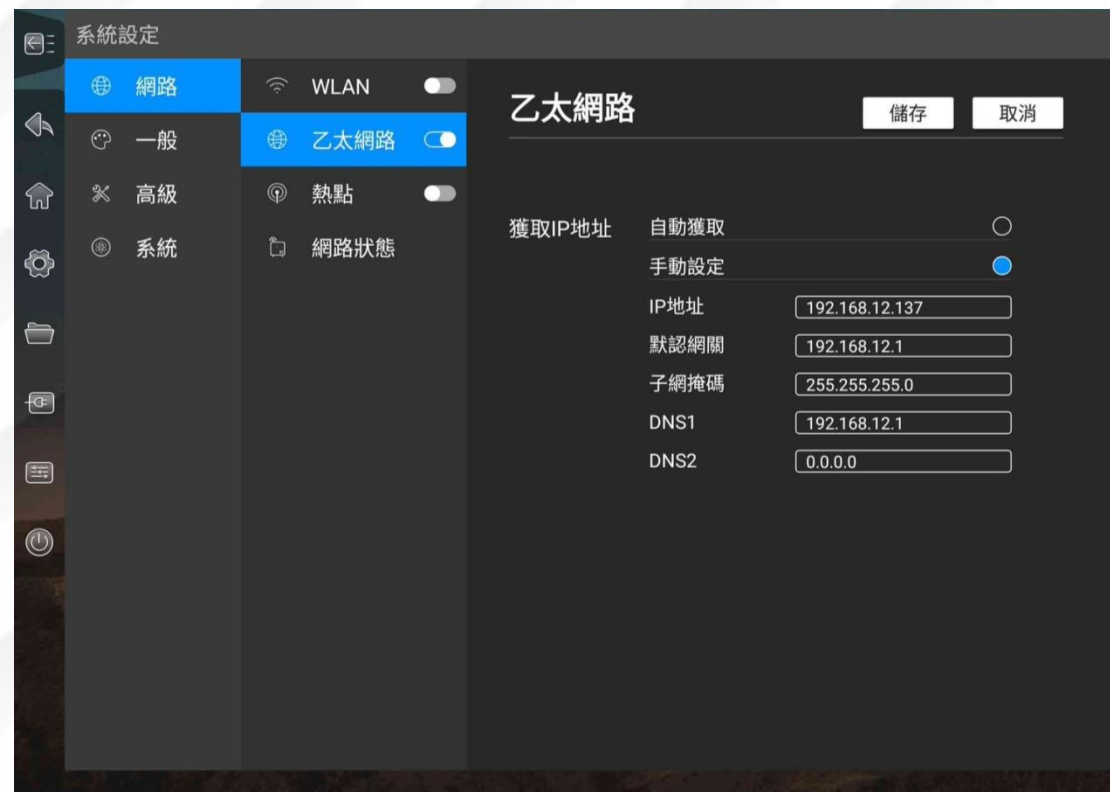 系統設定
網路
一般
高級
系統
WLAN
乙太網路
熱點
網路狀態
乙太網路
儲存 取消
獲取IP地址 自動獲取
手動設定
IP地址 192.168.12.137
默認網關 192.168.12.1
子網掩碼 255.255.255.0
DNS1 192.168.12.1
DNS2 0.0.0.0